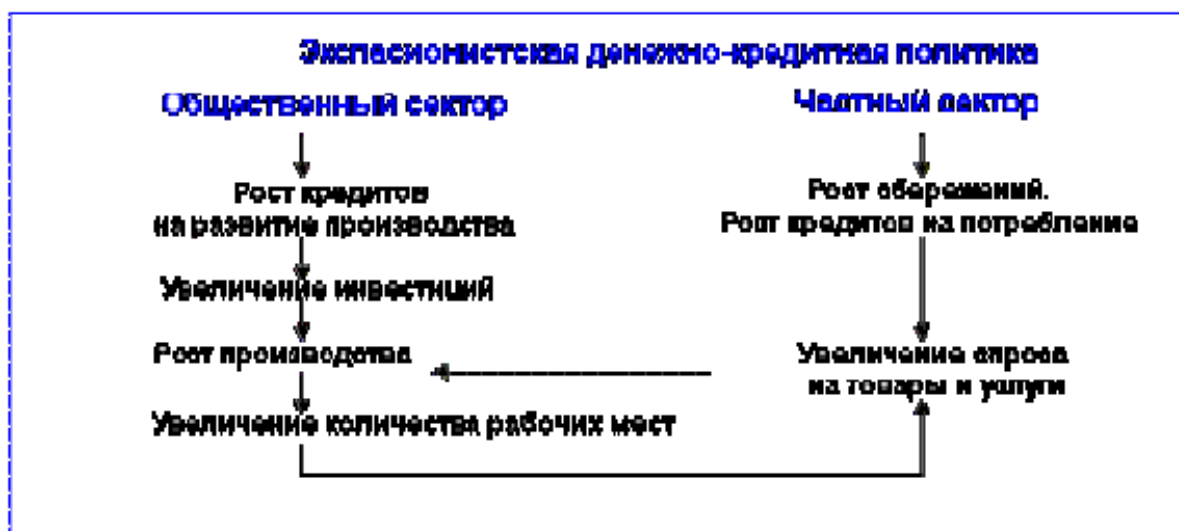 Экспасионистская денежно-кредитная политика
Общественный сектор
Частный сектор
Рост кредитов
на развитие производства
Увеличение инвестиций
Рост производства
Увеличение количества рабочих мест
Рост сбережений.
Рост кредитов на потребление
Увеличение спроса
на товары и услуги